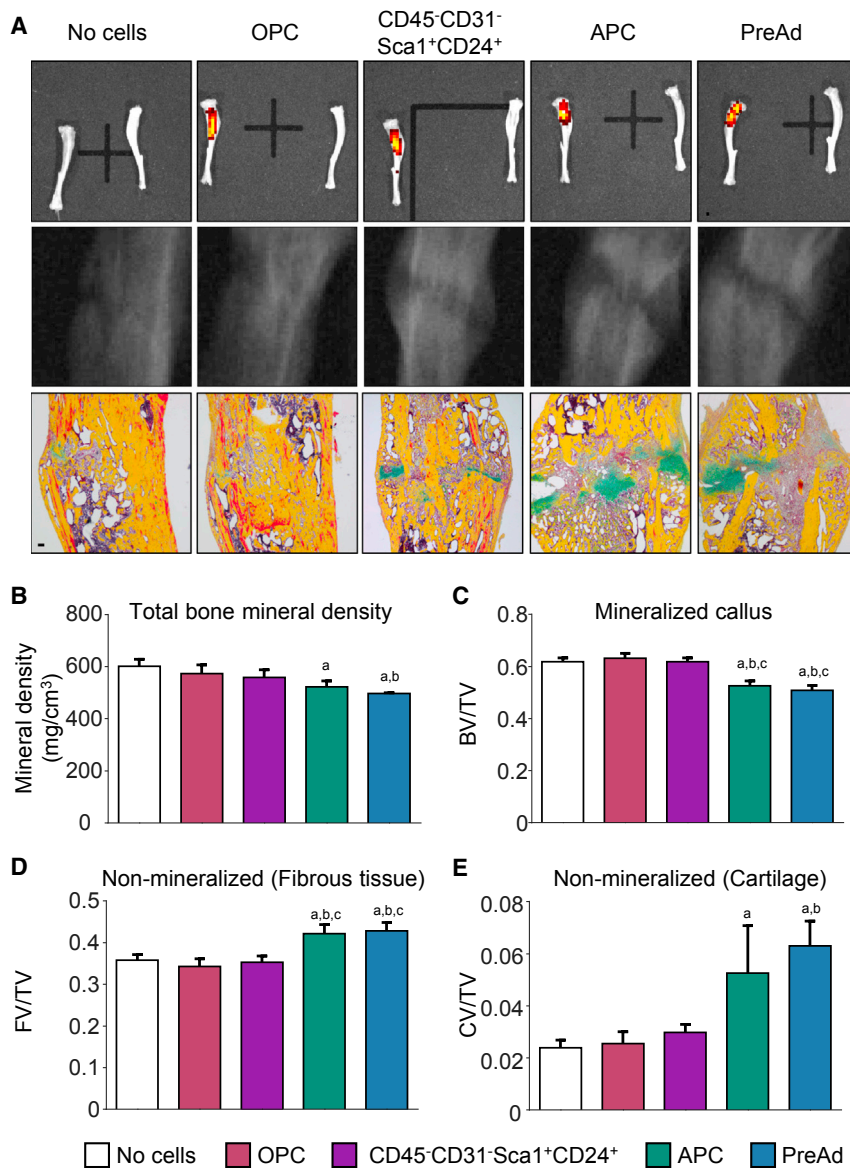 A
No cells
OPC
CD45⁻CD31⁻
Sca1⁺CD24⁺
APC
PreAd
B
Total bone mineral density
Mineral density
(mg/cm³)
800
600
400
200
0
a
a,b
C
Mineralized callus
BV/TV
0.8
0.6
0.4
0.2
0
a,b,c
a,b,c
D
Non-mineralized (Fibrous tissue)
FV/TV
0.5
0.4
0.3
0.2
0.1
0
a,b,c
a,b,c
E
Non-mineralized (Cartilage)
CV/TV
0.08
0.06
0.04
0.02
0
a
a,b
No cells
OPC
CD45⁻CD31⁻Sca1⁺CD24⁺
APC
PreAd